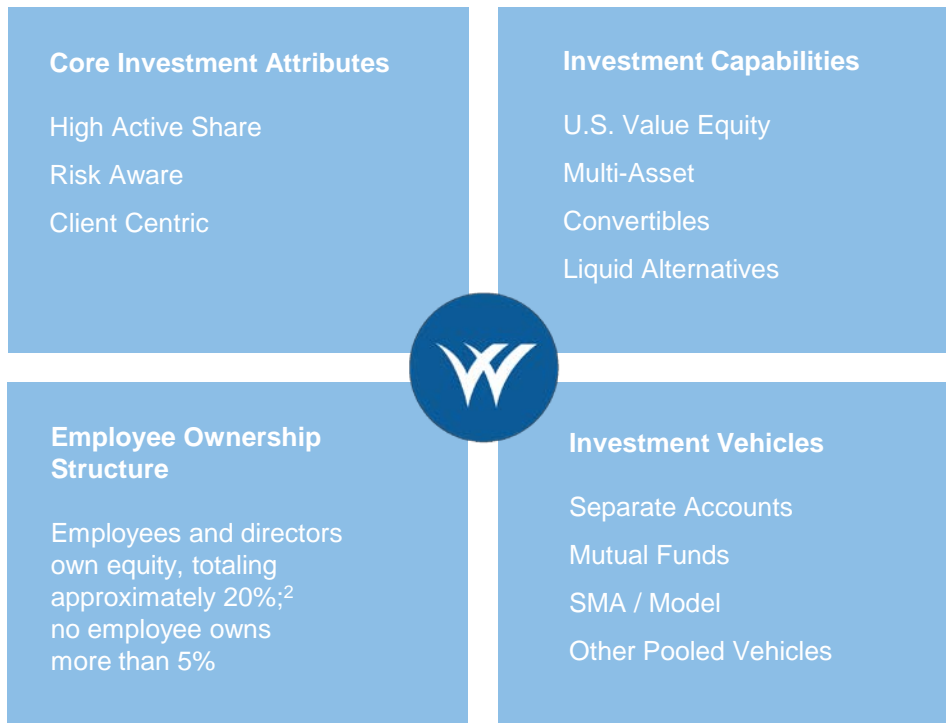 Core Investment Attributes
High Active Share
Risk Aware
Client Centric
Investment Capabilities
U.S. Value Equity
Multi-Asset
Convertibles
Liquid Alternatives
Employee Ownership
Structure
Employees and directors
own equity, totaling
approximately 20%;²
no employee owns
more than 5%
Investment Vehicles
Separate Accounts
Mutual Funds
SMA / Model
Other Pooled Vehicles